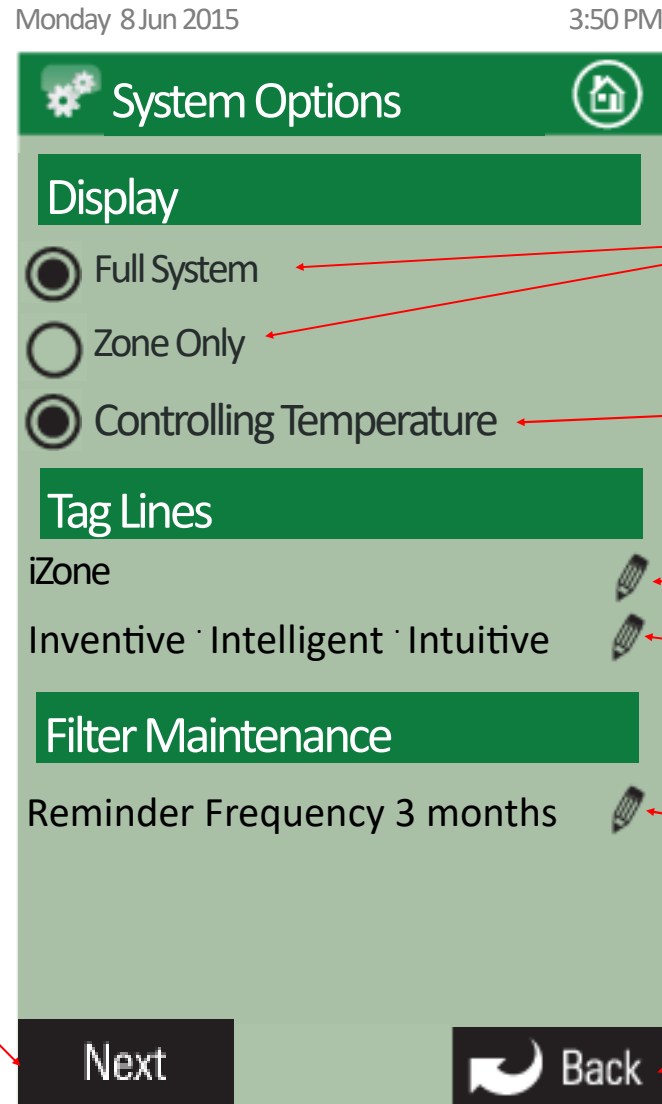 Monday 8 Jun 2015 3:50 PM
System Options
Display
Full System
Zone Only
Controlling Temperature
Tag Lines
iZone
Inventive · Intelligent · Intuitive
Filter Maintenance
Reminder Frequency 3 months
Next Back